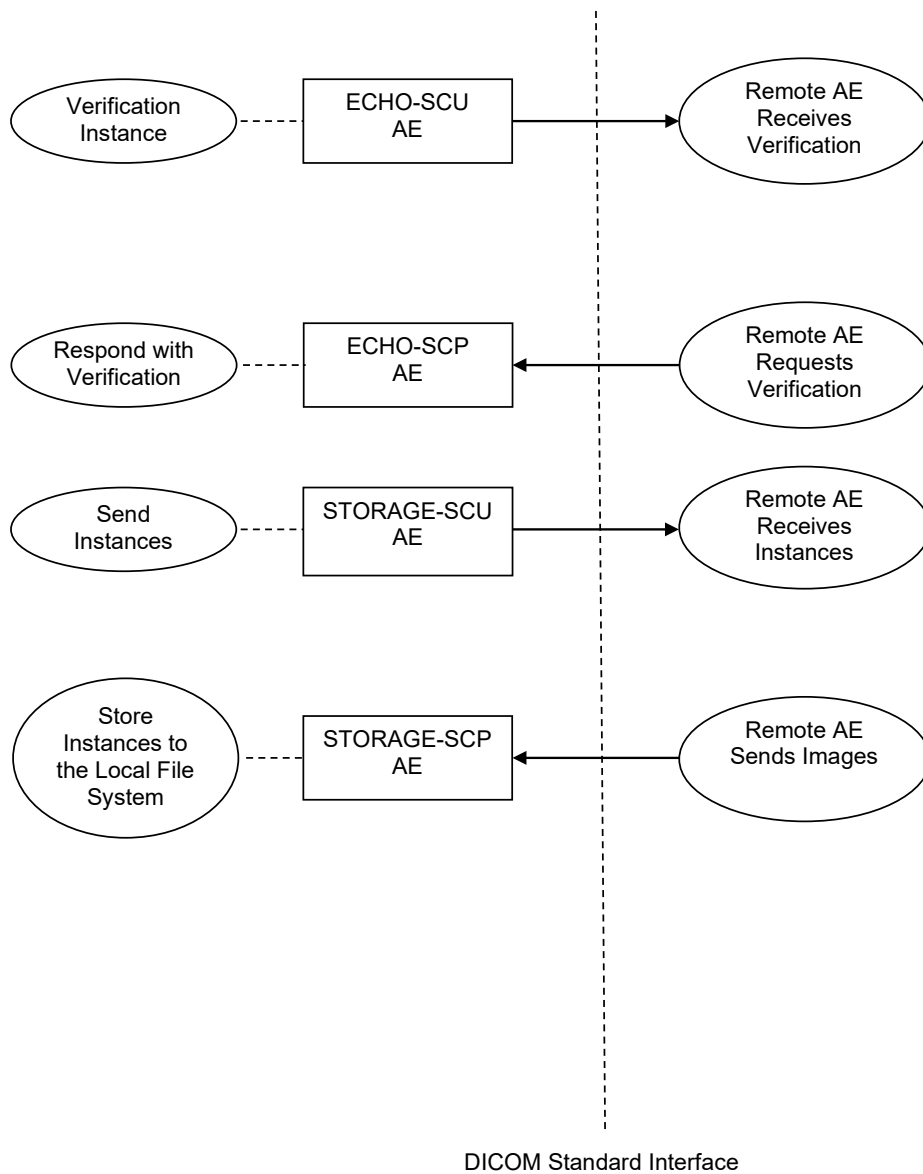 Verification
Instance
ECHO-SCU
AE
Remote AE
Receives
Verification
Respond with
Verification
ECHO-SCP
AE
Remote AE
Requests
Verification
Send
Instances
STORAGE-SCU
AE
Remote AE
Receives
Instances
Store
Instances to
the Local File
System
STORAGE-SCP
AE
Remote AE
Sends Images
DICOM Standard Interface